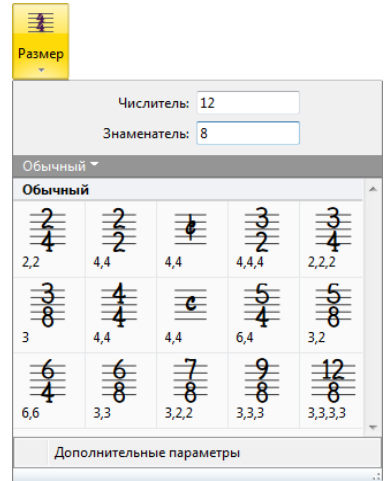 4
4
Размер
Числитель: 12
Знаменатель: 8
Обычный
Обычный
2 2 3 3
4 2 2 4
2,2 4,4 4,4 4,4,4 2,2,2
3 4 c 5 5
8 4 4 8
3 4,4 4,4 6,4 3,2
6 6 7 9 12
4 8 8 8 8
6,6 3,3 3,2,2 3,3,3 3,3,3,3
Дополнительные параметры